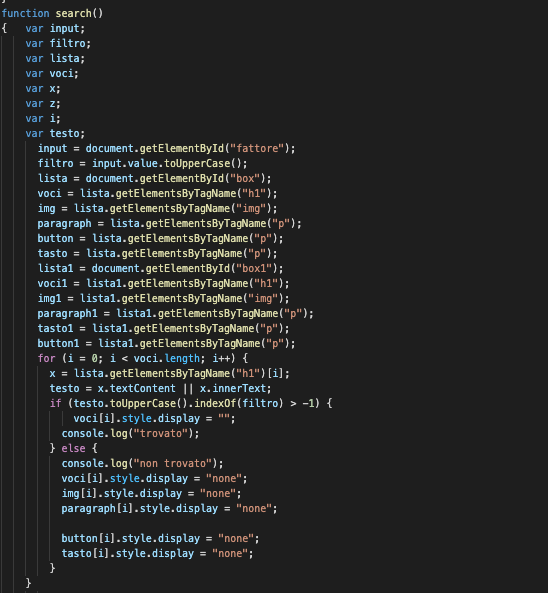 }
function search()
{   var input;
    var filtro;
    var lista;
    var voci;
    var x;
    var z;
    var i;
    var testo;
      input = document.getElementById("fattore");
      filtro = input.value.toUpperCase();
      lista = document.getElementById("box");
      voci = lista.getElementsByTagName("h1");
      img = lista.getElementsByTagName("img");
      paragraph = lista.getElementsByTagName("p");
      button = lista.getElementsByTagName("p");
      tasto = lista.getElementsByTagName("p");
      lista1 = document.getElementById("box1");
      voci1 = lista1.getElementsByTagName("h1");
      img1 = lista1.getElementsByTagName("img");
      paragraph1 = lista1.getElementsByTagName("p");
      tasto1 = lista1.getElementsByTagName("p");
      button1 = lista1.getElementsByTagName("p");
      for (i = 0; i < voci.length; i++) {
        x = lista.getElementsByTagName("h1")[i];
        testo = x.textContent || x.innerText;
        if (testo.toUpperCase().indexOf(filtro) > -1) {
            voci[i].style.display = "";
          console.log("trovato");
        } else {
          console.log("non trovato");
          voci[i].style.display = "none";
          img[i].style.display = "none";
          paragraph[i].style.display = "none";

          button[i].style.display = "none";
          tasto[i].style.display = "none";
        }
    }